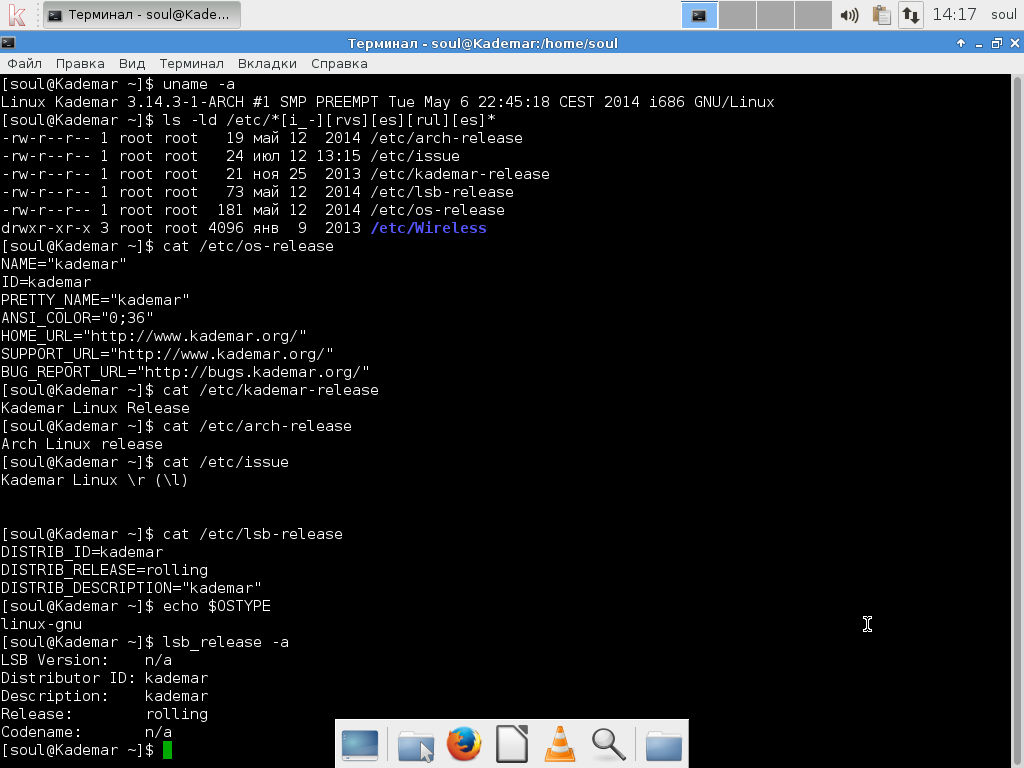 Терминал - soul@Kade...
14:17
soul
Терминал - soul@Kademar:/home/soul
Файл Правка Вид Терминал Вкладки Справка
[soul@Kademar ~]$ uname -a
Linux Kademar 3.14.3-1-ARCH #1 SMP PREEMPT Tue May 6 22:45:18 CEST 2014 i686 GNU/Linux
[soul@Kademar ~]$ ls -ld /etc/*[i_-][rvs][es][rul][es]*
-rw-r--r-- 1 root root   19 май 12  2014 /etc/arch-release
-rw-r--r-- 1 root root   24 июл 12 13:15 /etc/issue
-rw-r--r-- 1 root root   21 ноя 25  2013 /etc/kademar-release
-rw-r--r-- 1 root root   73 май 12  2014 /etc/lsb-release
-rw-r--r-- 1 root root  181 май 12  2014 /etc/os-release
drwxr-xr-x 3 root root 4096 янв  9  2013 /etc/Wireless
[soul@Kademar ~]$ cat /etc/os-release
NAME="kademar"
ID=kademar
PRETTY_NAME="kademar"
ANSI_COLOR="0;36"
HOME_URL="http://www.kademar.org/"
SUPPORT_URL="http://www.kademar.org/"
BUG_REPORT_URL="http://bugs.kademar.org/"
[soul@Kademar ~]$ cat /etc/kademar-release
Kademar Linux Release
[soul@Kademar ~]$ cat /etc/arch-release
Arch Linux release
[soul@Kademar ~]$ cat /etc/issue
Kademar Linux \r (\l)
[soul@Kademar ~]$ cat /etc/lsb-release
DISTRIB_ID=kademar
DISTRIB_RELEASE=rolling
DISTRIB_DESCRIPTION="kademar"
[soul@Kademar ~]$ echo $OSTYPE
linux-gnu
[soul@Kademar ~]$ lsb_release -a
LSB Version:    n/a
Distributor ID: kademar
Description:    kademar
Release:        rolling
Codename:       n/a
[soul@Kademar ~]$